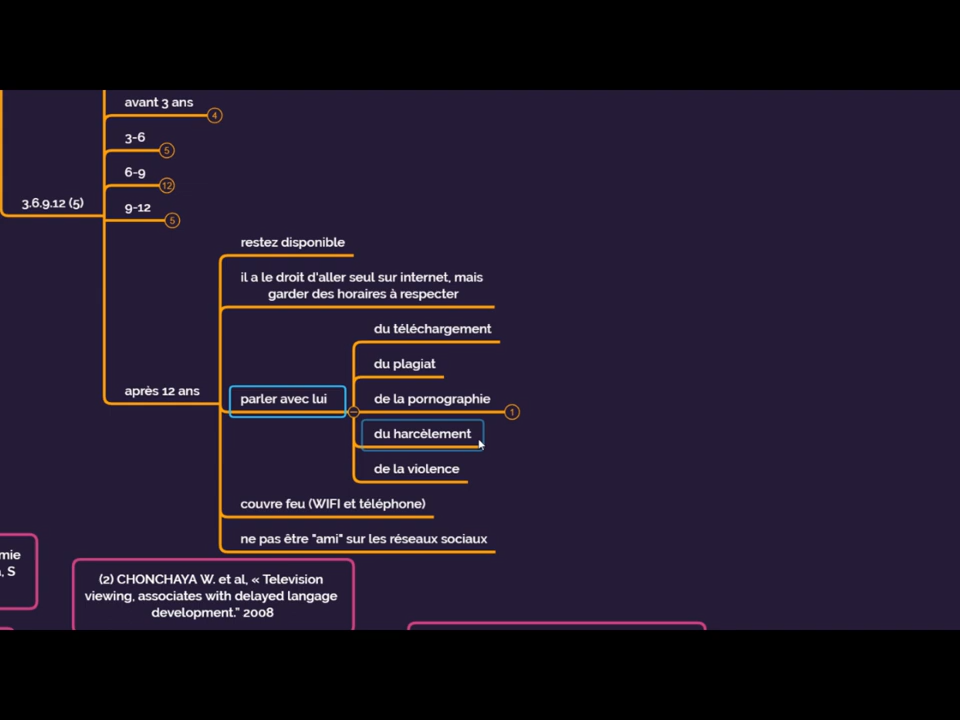 avant 3 ans
4
3-6
5
6-9
12
3.6.9.12 (5)
9-12
5
restez disponible
il a le droit d'aller seul sur internet, mais
garder des horaires à respecter
du téléchargement
du plagiat
après 12 ans
parler avec lui
de la pornographie
1
du harcèlement
de la violence
couvre feu (WIFI et téléphone)
ne pas être "ami" sur les réseaux sociaux
mie
, S
(2) CHONCHAYA W. et al, « Television
viewing, associates with delayed langage
development." 2008